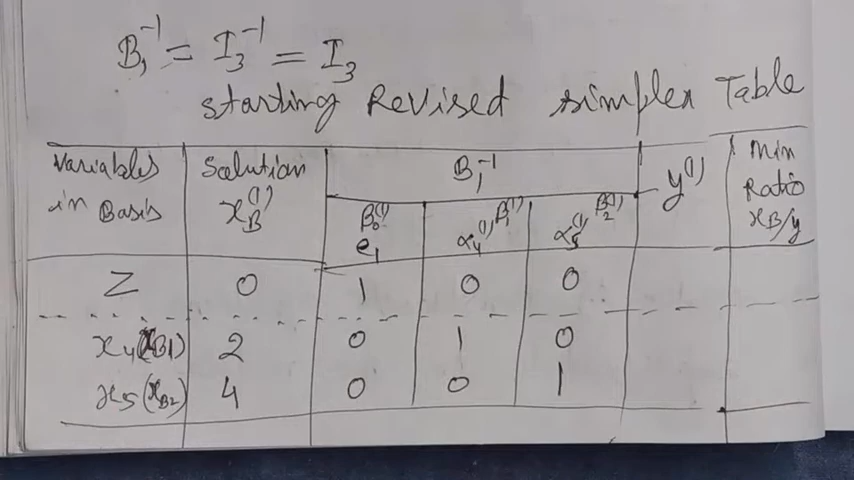 B₁⁻¹ = I₃⁻¹ = I₃
starting Revised simplex Table
Variables in Basis | Solution x_B⁽¹⁾ | B₁⁻¹ | y⁽¹⁾ | Min Ratio x_B/y
β₀⁽¹⁾ e₁ | α₄⁽¹⁾ β₁⁽¹⁾ | α₅⁽¹⁾ β₂⁽¹⁾
Z | 0 | 1 | 0 | 0
x₄(x_B1) | 2 | 0 | 1 | 0
x₅(x_B2) | 4 | 0 | 0 | 1